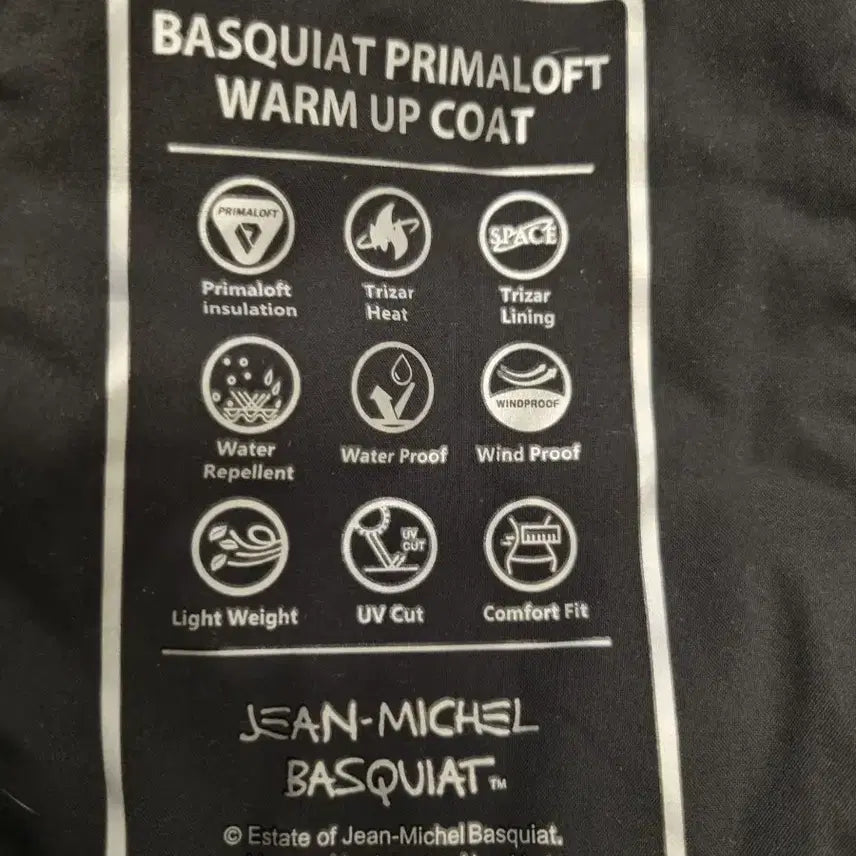 BASQUIAT PRIMALOFT
WARM UP COAT
PRIMALOFT
SPACE
Primaloft
insulation
Trizar
Heat
Trizar
Lining
WINDPROOF
Water
Repellent
Water Proof
Wind Proof
UV
CUT
Light Weight
UV Cut
Comfort Fit
JEAN-MICHEL
BASQUIAT™
© Estate of Jean-Michel Basquiat.